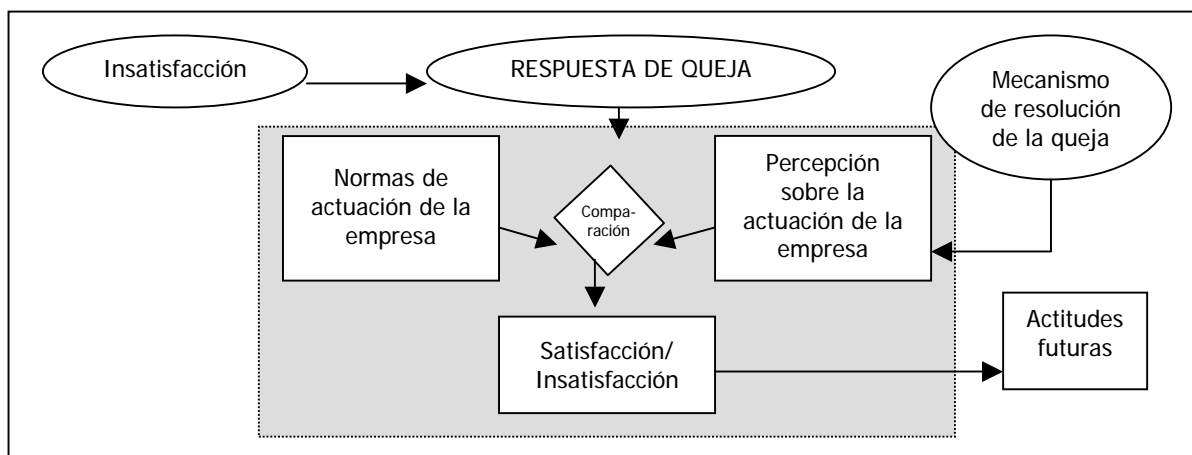 Insatisfacción
RESPUESTA DE QUEJA
Mecanismo
de resolución
de la queja
Normas de
actuación de la
empresa
Compa-
ración
Percepción
sobre la
actuación de la
empresa
Satisfacción/
Insatisfacción
Actitudes
futuras